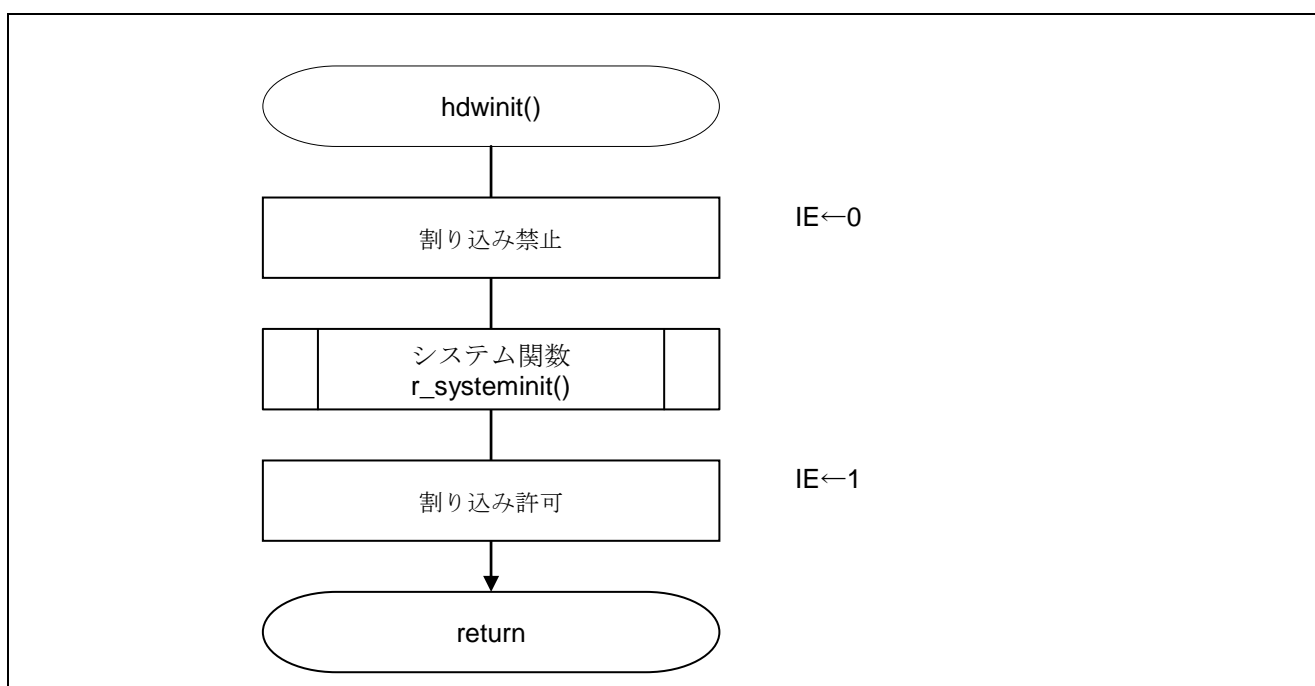 hdwinit()
割り込み禁止
IE←0
システム関数
r_systeminit()
割り込み許可
IE←1
return